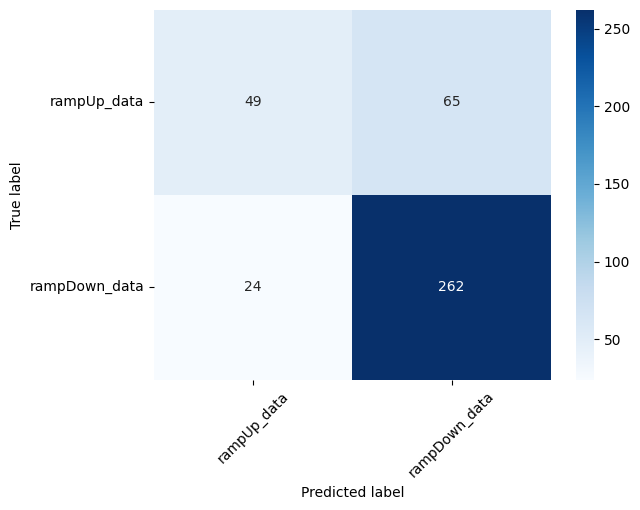 250
rampUp_data
49
65
200
True label
150
100
rampDown_data
24
262
50
rampUp_data
rampDown_data
Predicted label